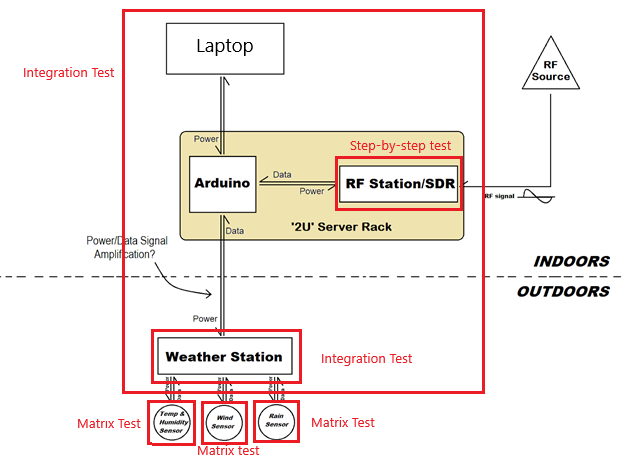 Laptop
Integration Test
RF
Source
Power
Step-by-step test
Arduino
Data
Power
RF Station/SDR
RF signal
Data
'2U' Server Rack
Power/Data Signal
Amplification?
INDOORS
OUTDOORS
Power
Weather Station
Integration Test
Temp &
Humidity
Sensor
Wind
Sensor
Rain
Sensor
Matrix Test
Matrix Test
Matrix test